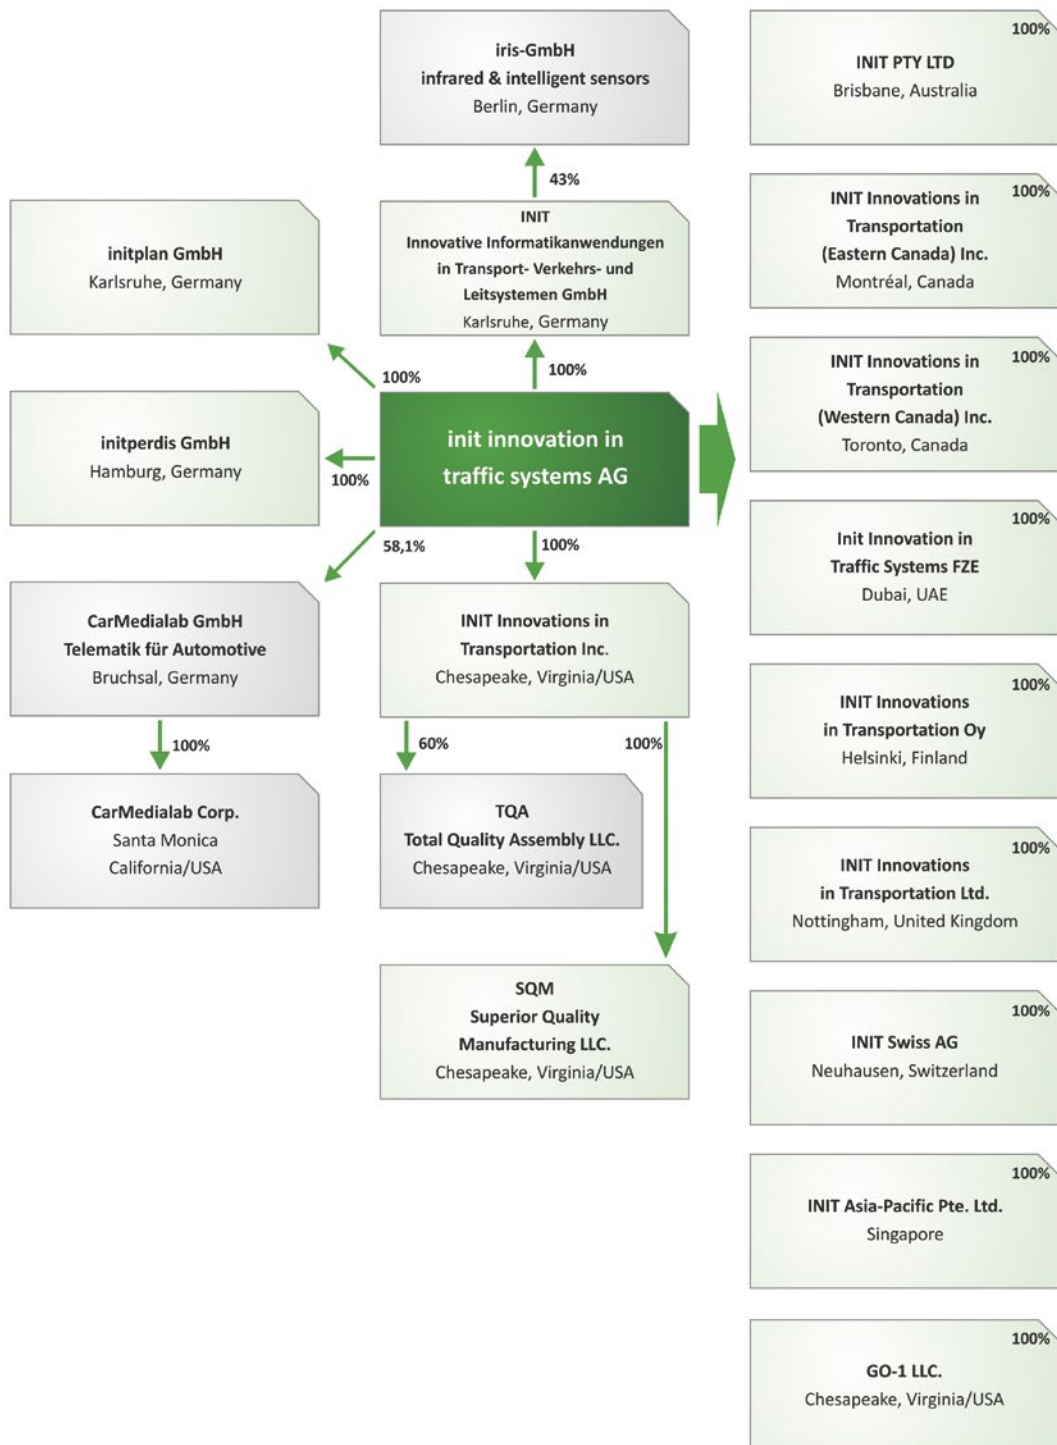 iris-GmbH
infrared & intelligent sensors
Berlin, Germany
43%
INIT
Innovative Informatikanwendungen
in Transport- Verkehrs- und
Leitsystemen GmbH
Karlsruhe, Germany
100%
initplan GmbH
Karlsruhe, Germany
100%
initperdis GmbH
Hamburg, Germany
100%
init innovation in
traffic systems AG
58,1%
100%
CarMedialab GmbH
Telematik für Automotive
Bruchsal, Germany
100%
CarMedialab Corp.
Santa Monica
California/USA
INIT Innovations in
Transportation Inc.
Chesapeake, Virginia/USA
60%
100%
TQA
Total Quality Assembly LLC.
Chesapeake, Virginia/USA
SQM
Superior Quality
Manufacturing LLC.
Chesapeake, Virginia/USA
100%
INIT PTY LTD
Brisbane, Australia
100%
INIT Innovations in
Transportation
(Eastern Canada) Inc.
Montréal, Canada
100%
INIT Innovations in
Transportation
(Western Canada) Inc.
Toronto, Canada
100%
Init Innovation in
Traffic Systems FZE
Dubai, UAE
100%
INIT Innovations
in Transportation Oy
Helsinki, Finland
100%
INIT Innovations
in Transportation Ltd.
Nottingham, United Kingdom
100%
INIT Swiss AG
Neuhausen, Switzerland
100%
INIT Asia-Pacific Pte. Ltd.
Singapore
100%
GO-1 LLC.
Chesapeake, Virginia/USA